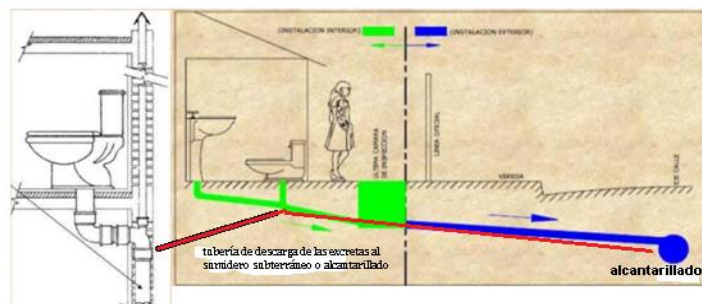 (INSTALACION INTERIOR)
(INSTALACION EXTERIOR)
ULTIMA CAMARA
DE INSPECCION
LINEA OFICIAL
VEREDA
EJE CALLE
tubería de descarga de las excretas al
sumidero subterráneo o alcantarillado
alcantarillado